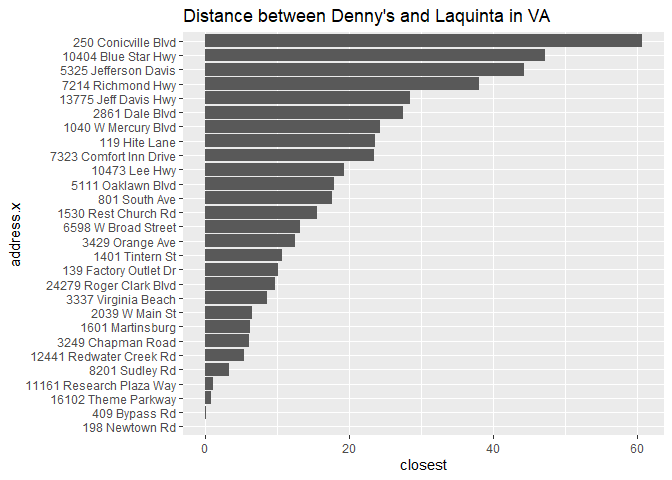 Distance between Denny's and Laquinta in VA
250 Conicville Blvd
10404 Blue Star Hwy
5325 Jefferson Davis
7214 Richmond Hwy
13775 Jeff Davis Hwy
2861 Dale Blvd
1040 W Mercury Blvd
119 Hite Lane
7323 Comfort Inn Drive
10473 Lee Hwy
5111 Oaklawn Blvd
801 South Ave
1530 Rest Church Rd
6598 W Broad Street
3429 Orange Ave
1401 Tintern St
139 Factory Outlet Dr
24279 Roger Clark Blvd
3337 Virginia Beach
2039 W Main St
1601 Martinsburg
3249 Chapman Road
12441 Redwater Creek Rd
8201 Sudley Rd
11161 Research Plaza Way
16102 Theme Parkway
409 Bypass Rd
198 Newtown Rd
address.x
0 20 40 60
closest